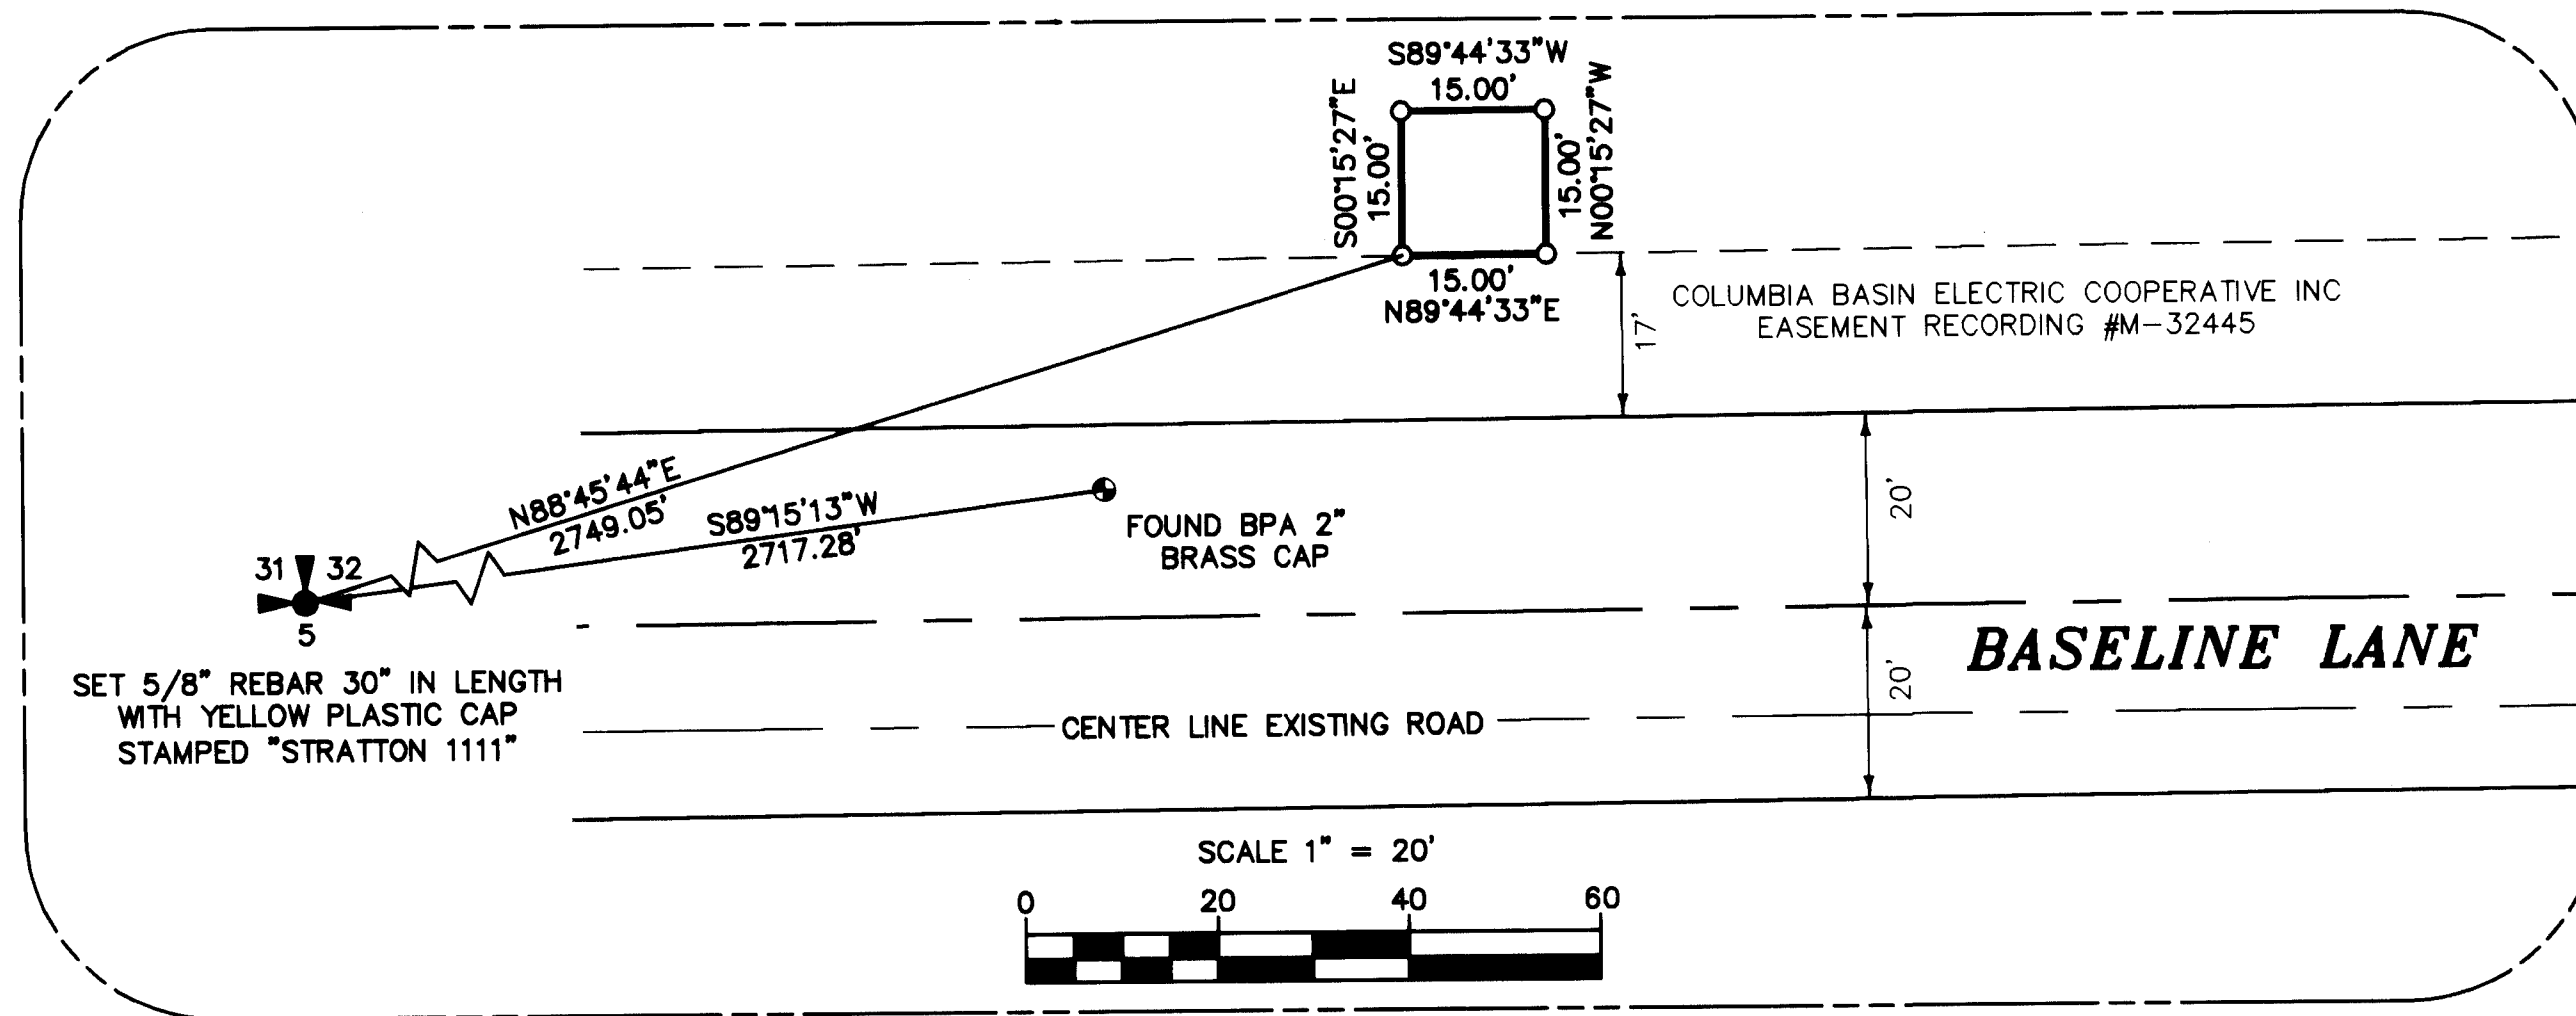 S89°44'33"W
15.00'
S00°15'27"E
15.00'
15.00'
N00°15'27"W
15.00'
N89°44'33"E
17'
COLUMBIA BASIN ELECTRIC COOPERATIVE INC
EASEMENT RECORDING #M-32445
N88°45'44"E
2749.05'
S89°15'13"W
2717.28'
FOUND BPA 2"
BRASS CAP
20'
31 32
5
SET 5/8" REBAR 30" IN LENGTH
WITH YELLOW PLASTIC CAP
STAMPED "STRATTON 1111"
BASELINE LANE
20'
CENTER LINE EXISTING ROAD
SCALE 1" = 20'
0 20 40 60